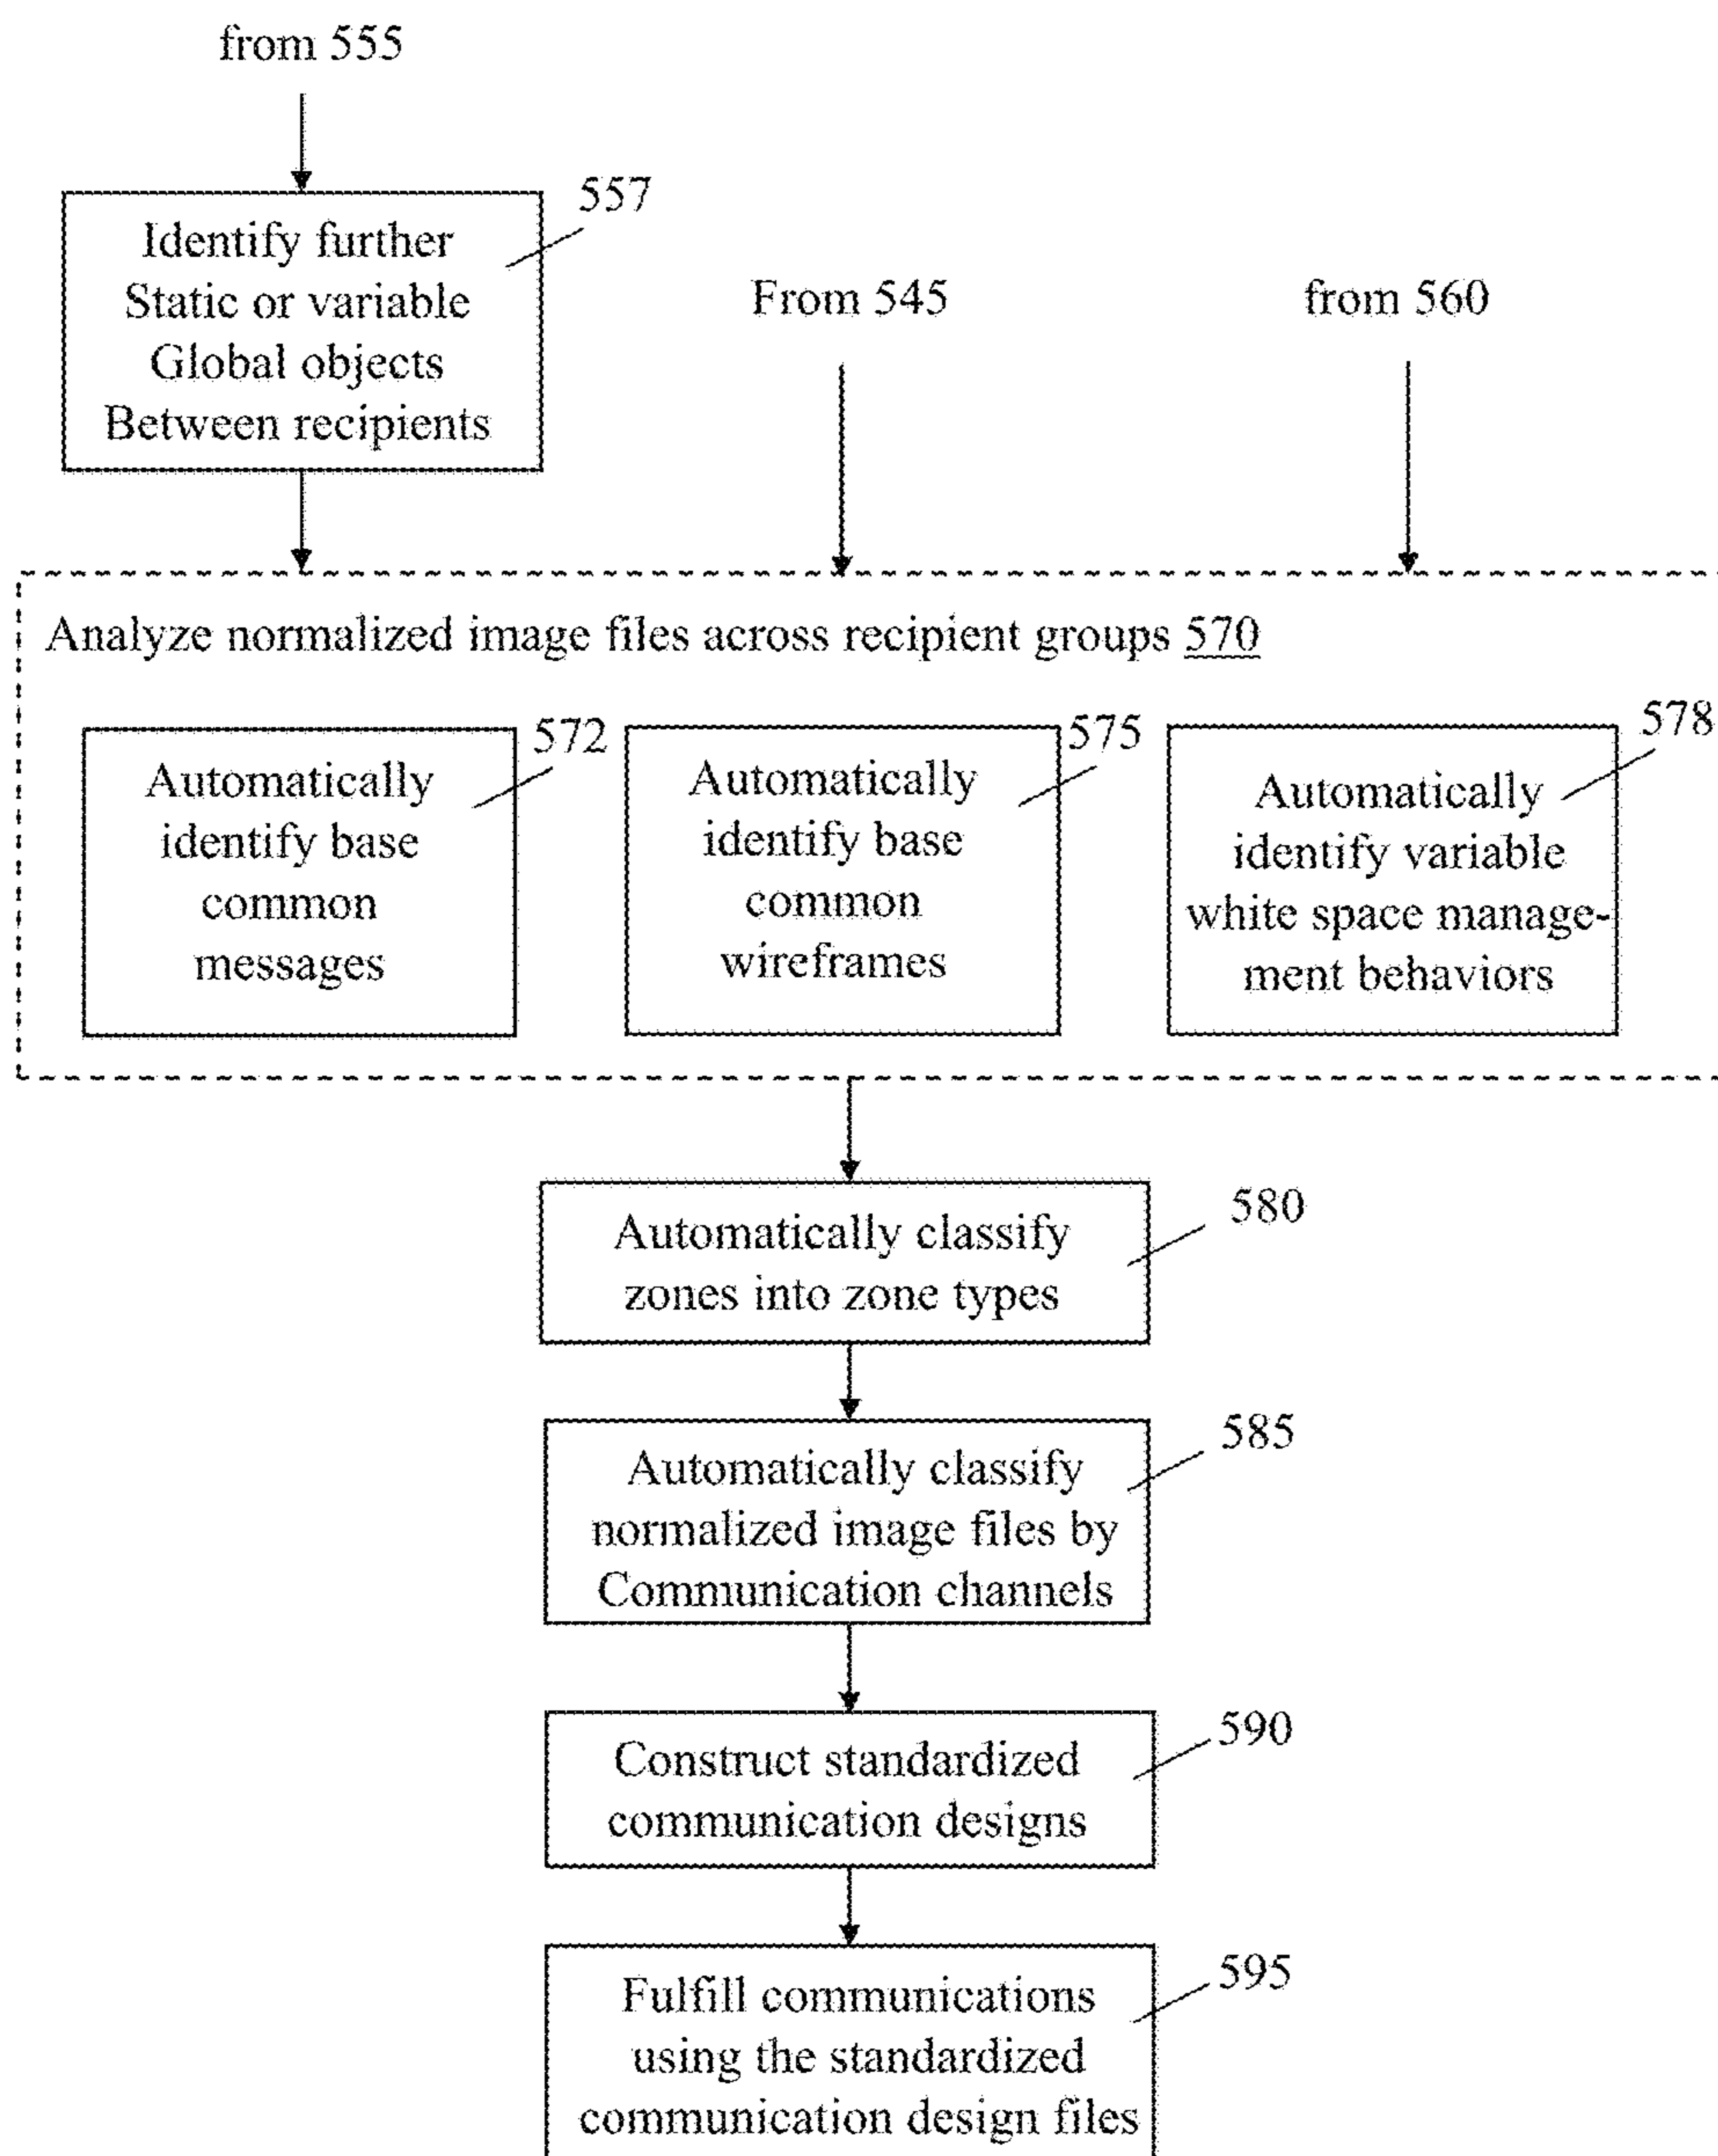 from 555
557
Identify further
Static or variable
Global objects
Between recipients
From 545
from 560
Analyze normalized image files across recipient groups 570
572
Automatically
identify base
common
messages
575
Automatically
identify base
common
wireframes
578
Automatically
identify variable
white space manage-
ment behaviors
580
Automatically classify
zones into zone types
585
Automatically classify
normalized image files by
Communication channels
590
Construct standardized
communication designs
595
Fulfill communications
using the standardized
communication design files